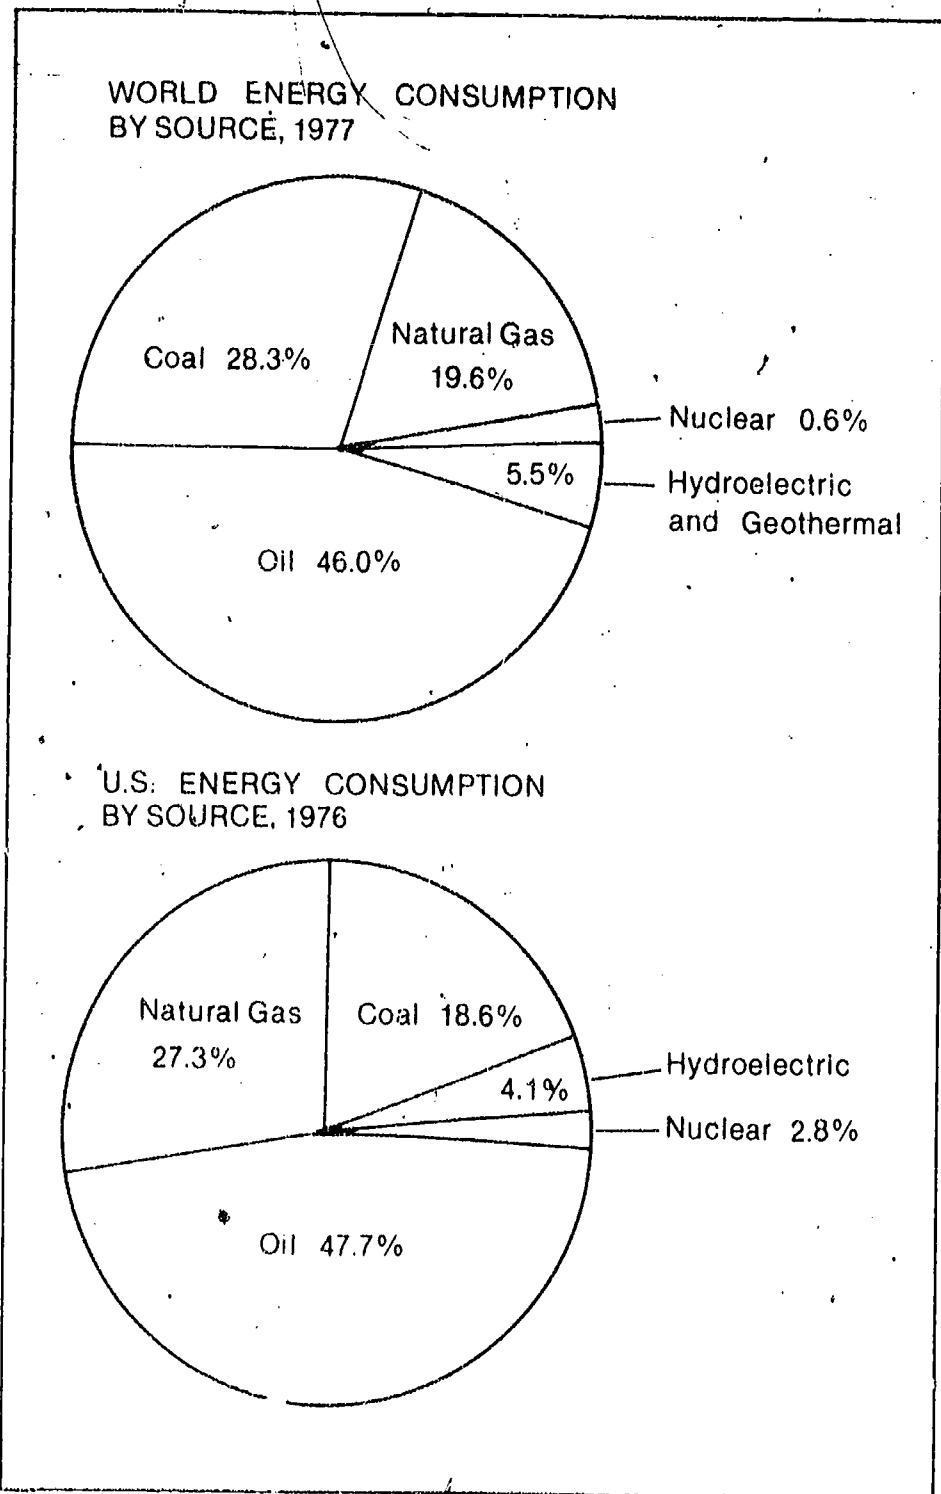 WORLD ENERGY CONSUMPTION
BY SOURCE, 1977
Coal 28.3%
Natural Gas
19.6%
Nuclear 0.6%
5.5%
Hydroelectric
and Geothermal
Oil 46.0%
U.S. ENERGY CONSUMPTION
BY SOURCE, 1976
Natural Gas
27.3%
Coal 18.6%
Hydroelectric
4.1%
Nuclear 2.8%
Oil 47.7%